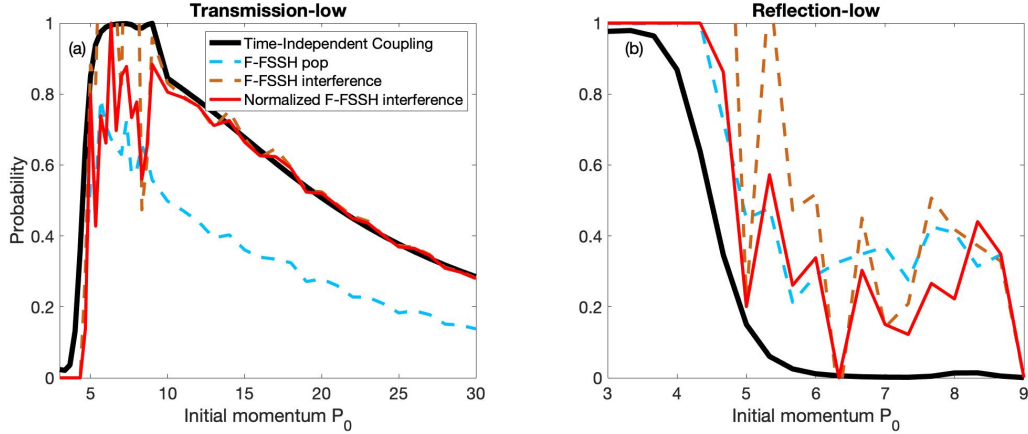 Transmission-low
(a)
Time-Independent Coupling
F-FSSH pop
F-FSSH interference
Normalized F-FSSH interference
Probability
1
0.8
0.6
0.4
0.2
0
5 10 15 20 25 30
Initial momentum P_0
Reflection-low
(b)
1
0.8
0.6
0.4
0.2
0
3 4 5 6 7 8 9
Initial momentum P_0